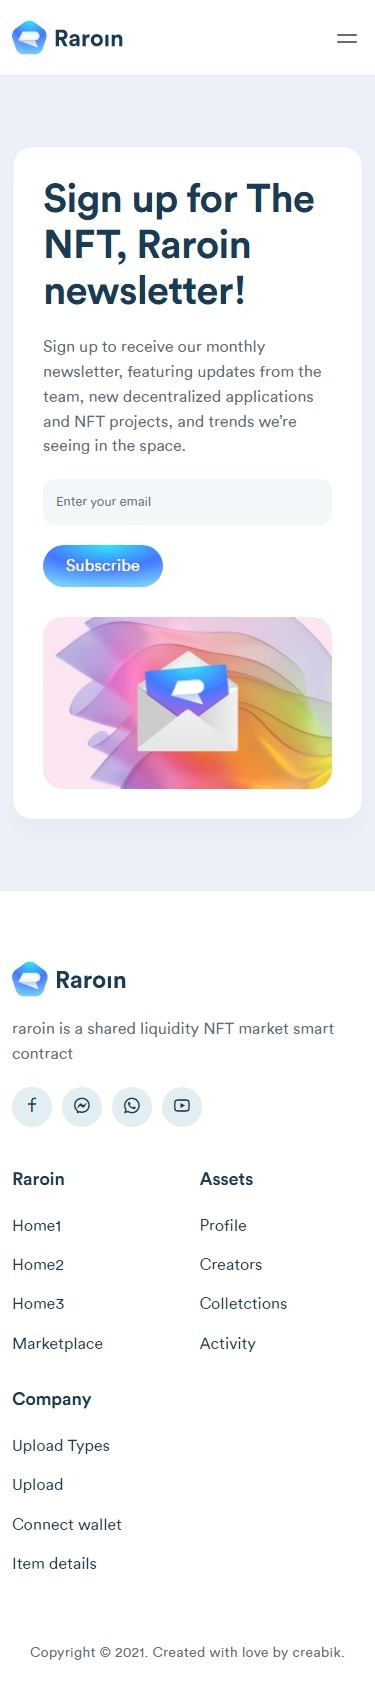 Raroin
Sign up for The
NFT, Raroin
newsletter!
Sign up to receive our monthly
newsletter, featuring updates from the
team, new decentralized applications
and NFT projects, and trends we’re
seeing in the space.
Enter your email
Subscribe
Raroin
raroin is a shared liquidity NFT market smart
contract
Raroin
Home1
Home2
Home3
Marketplace
Assets
Profile
Creators
Colletctions
Activity
Company
Upload Types
Upload
Connect wallet
Item details
Copyright © 2021. Created with love by creabik.